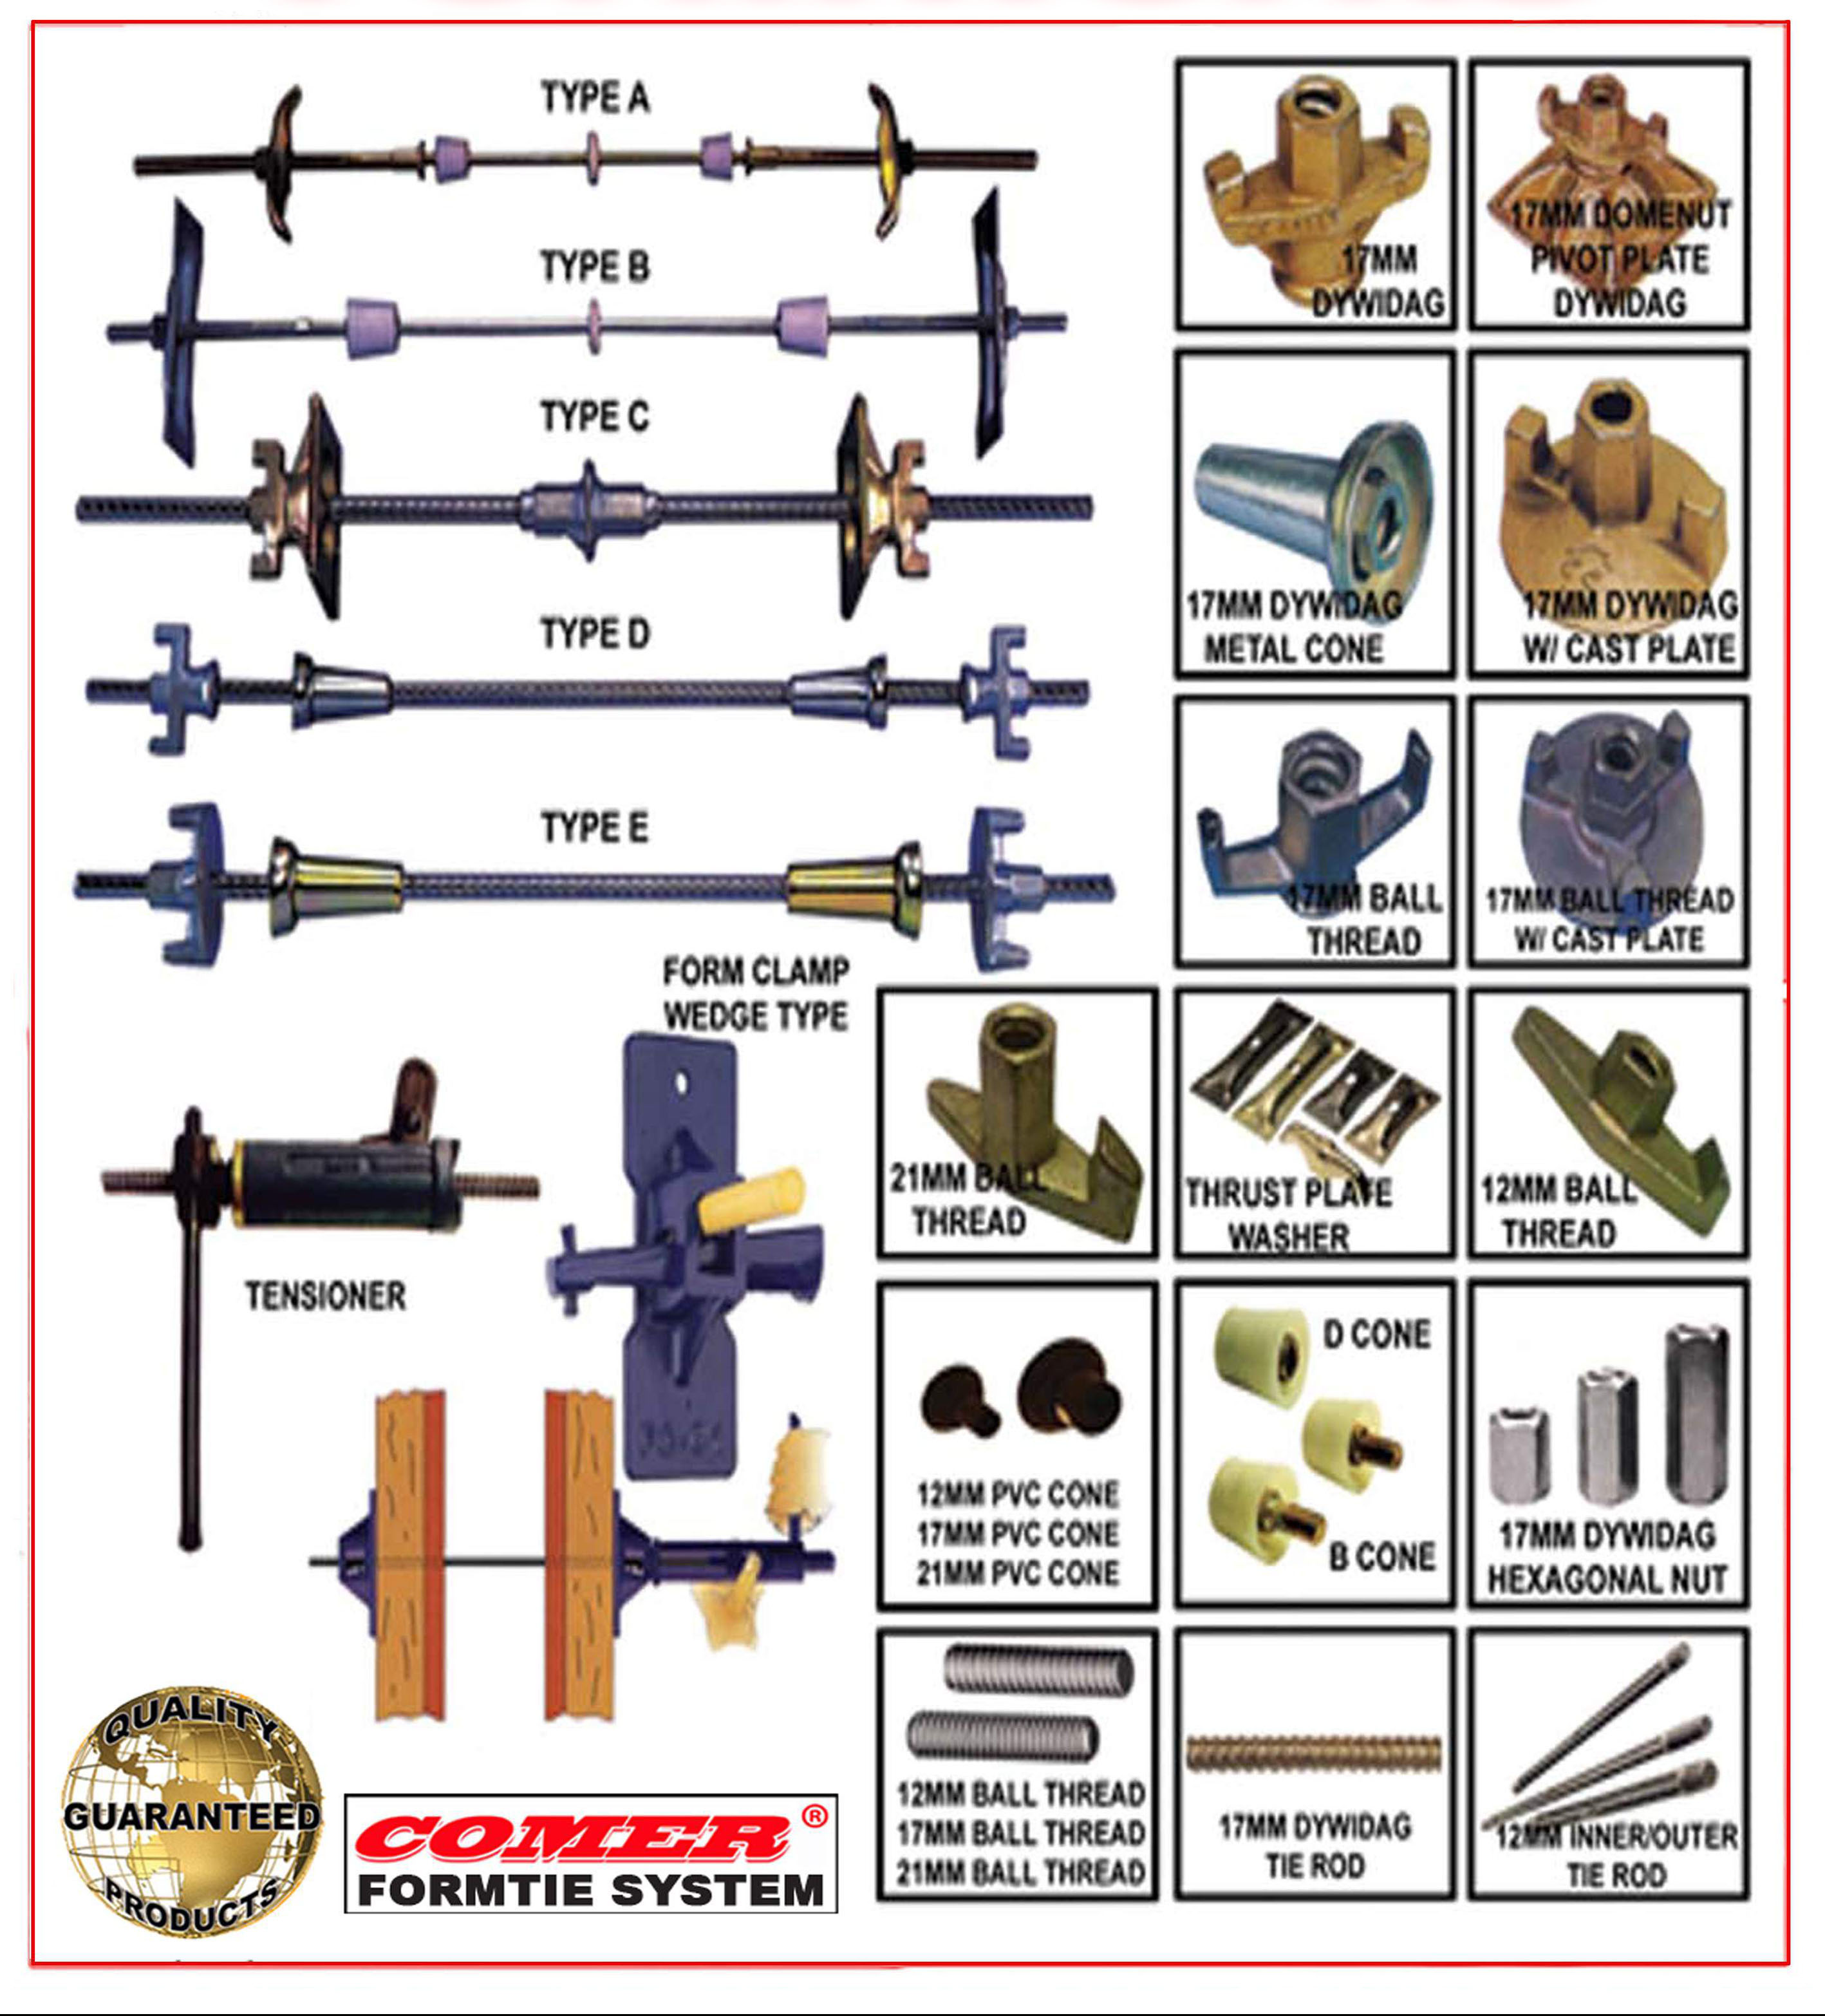 TYPE A
TYPE B
TYPE C
TYPE D
TYPE E
FORM CLAMP
WEDGE TYPE
TENSIONER
17MM
DYWIDAG
17MM DOMENUT
PIVOT PLATE
DYWIDAG
17MM DYWIDAG
METAL CONE
17MM DYWIDAG
W/ CAST PLATE
17MM BALL
THREAD
17MM BALL THREAD
W/ CAST PLATE
21MM BALL
THREAD
THRUST PLATE
WASHER
12MM BALL
THREAD
12MM PVC CONE
17MM PVC CONE
21MM PVC CONE
D CONE
B CONE
17MM DYWIDAG
HEXAGONAL NUT
12MM BALL THREAD
17MM BALL THREAD
21MM BALL THREAD
17MM DYWIDAG
TIE ROD
12MM INNER/OUTER
TIE ROD
QUALITY
GUARANTEED
PRODUCTS
COMER®
FORMTIE SYSTEM